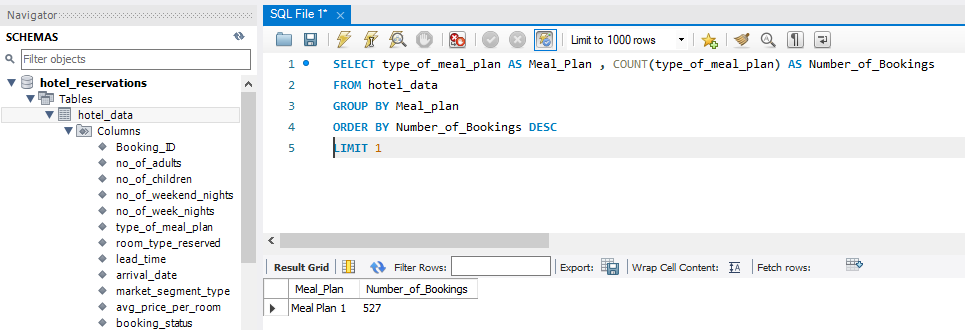 Navigator
SCHEMAS
Filter objects
hotel_reservations
Tables
hotel_data
Columns
Booking_ID
no_of_adults
no_of_children
no_of_weekend_nights
no_of_week_nights
type_of_meal_plan
room_type_reserved
lead_time
arrival_date
market_segment_type
avg_price_per_room
booking_status
SQL File 1*
Limit to 1000 rows
1 SELECT type_of_meal_plan AS Meal_Plan , COUNT(type_of_meal_plan) AS Number_of_Bookings
2 FROM hotel_data
3 GROUP BY Meal_plan
4 ORDER BY Number_of_Bookings DESC
5 LIMIT 1
Result Grid Filter Rows: Export: Wrap Cell Content: Fetch rows:
Meal_Plan Number_of_Bookings
Meal Plan 1 527